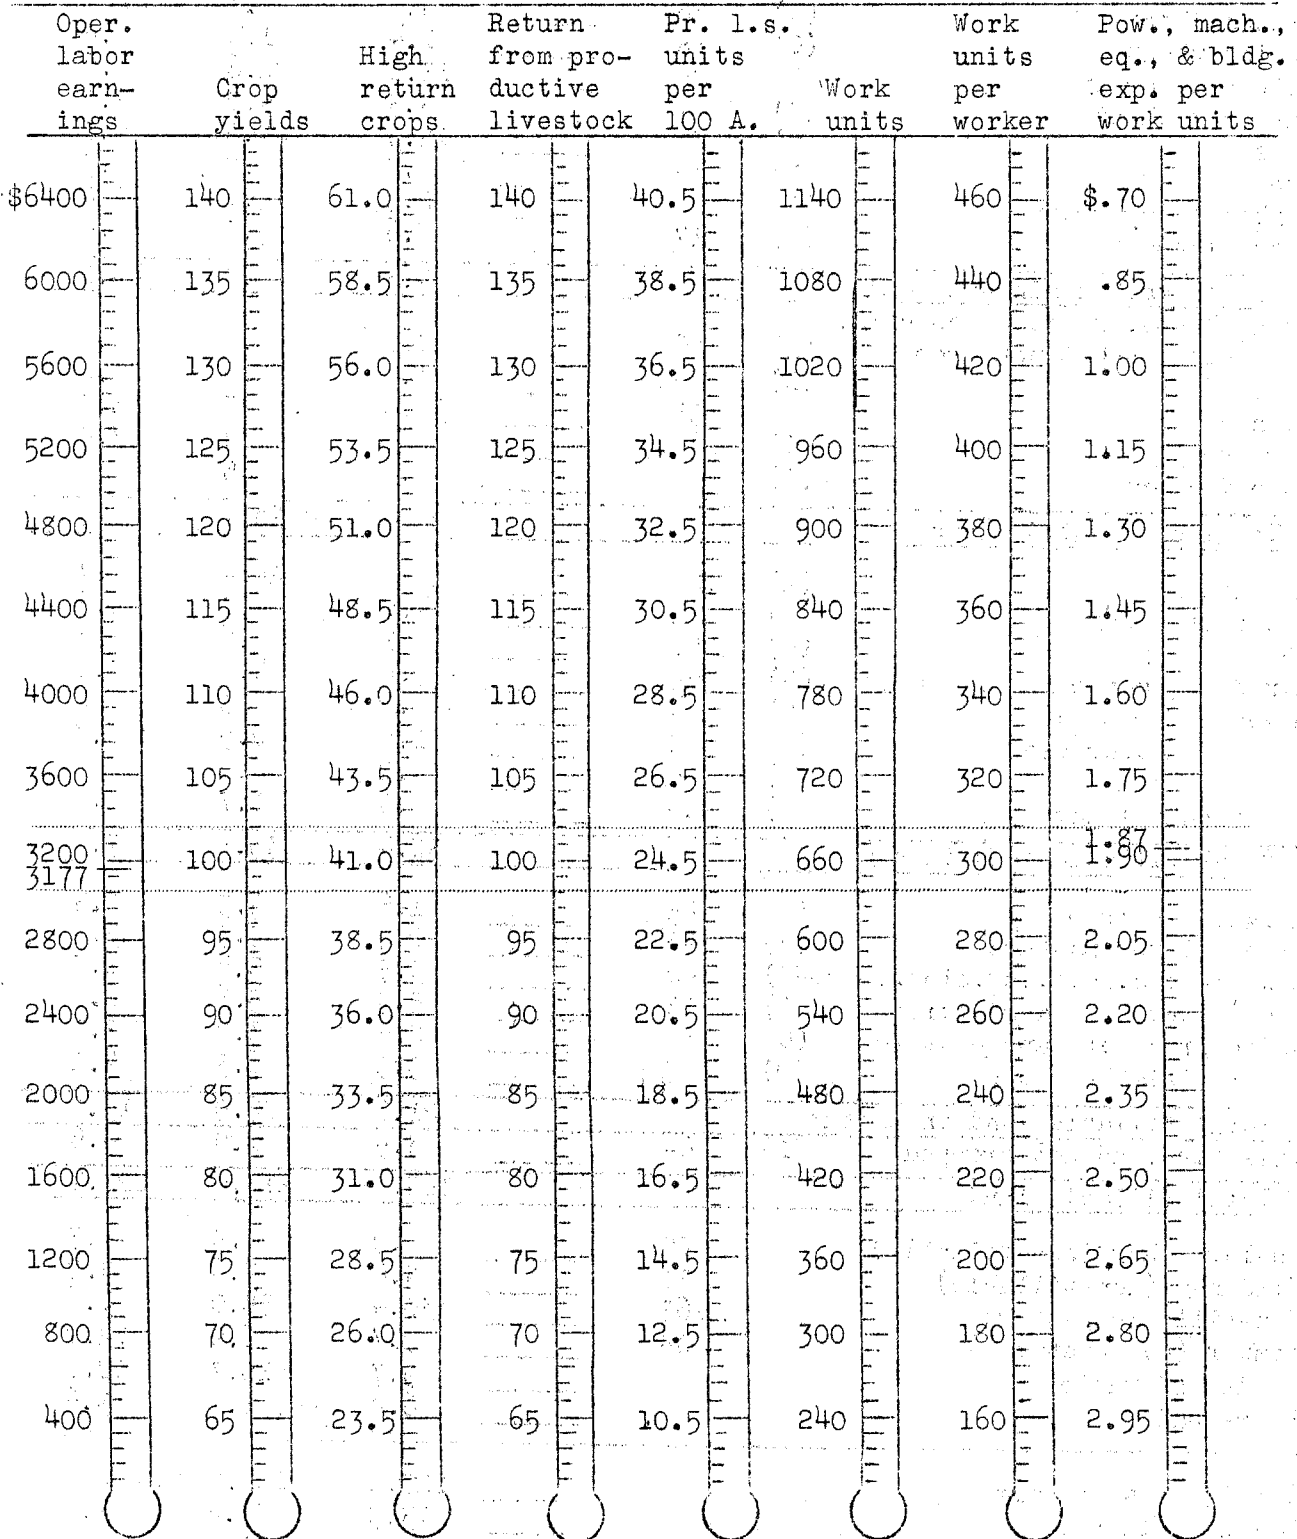 Oper. Return Pr. l.s. Work Pow., mach.,
labor High from pro- units units eq., & bldg.
earn- Crop return ductive per Work per exp. per
ings yields crops livestock 100 A. units worker work units
$6400 140 61.0 140 40.5 1140 460 $.70
6000 135 58.5 135 38.5 1080 440 .85
5600 130 56.0 130 36.5 1020 420 1.00
5200 125 53.5 125 34.5 960 400 1.15
4800 120 51.0 120 32.5 900 380 1.30
4400 115 48.5 115 30.5 840 360 1.45
4000 110 46.0 110 28.5 780 340 1.60
3600 105 43.5 105 26.5 720 320 1.75
1.87
3200 100 41.0 100 24.5 660 300 1.90
3177
2800 95 38.5 95 22.5 600 280 2.05
2400 90 36.0 90 20.5 540 260 2.20
2000 85 33.5 85 18.5 480 240 2.35
1600 80 31.0 80 16.5 420 220 2.50
1200 75 28.5 75 14.5 360 200 2.65
800 70 26.0 70 12.5 300 180 2.80
400 65 23.5 65 10.5 240 160 2.95